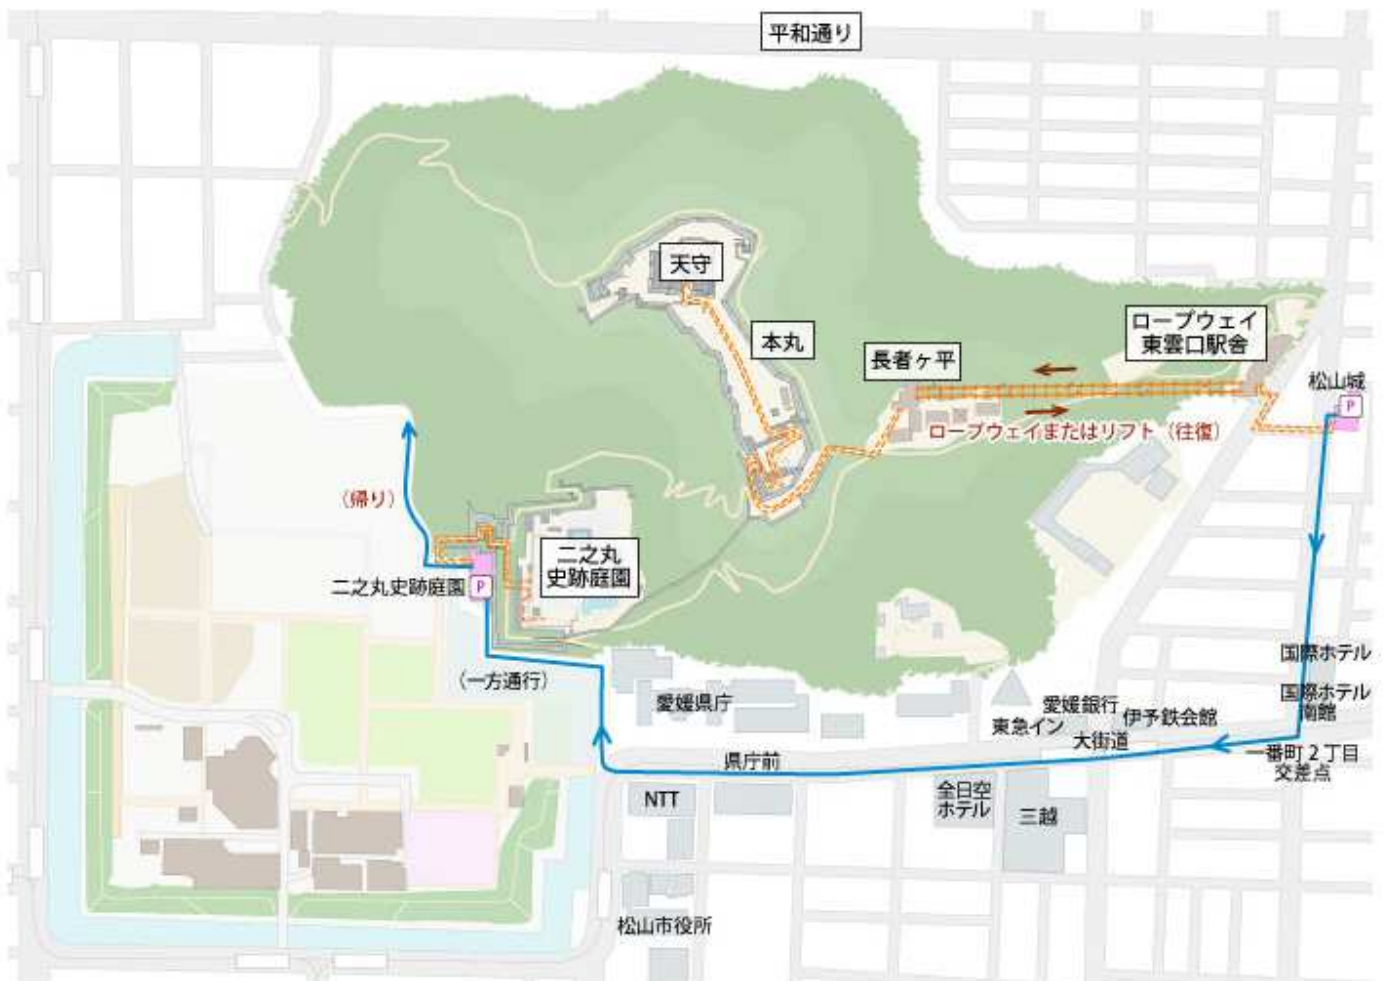 平和通り
天守
本丸
長者ヶ平
ロープウェイ
東雲口駅舎
松山城
P
ロープウェイまたはリフト（往復）
（帰り）
二之丸
史跡庭園
二之丸史跡庭園
P
（一方通行）
愛媛県庁
国際ホテル
国際ホテル
南館
愛媛銀行
東急イン
伊予鉄会館
大街道
一番町２丁目
交差点
県庁前
NTT
全日空
ホテル
三越
松山市役所